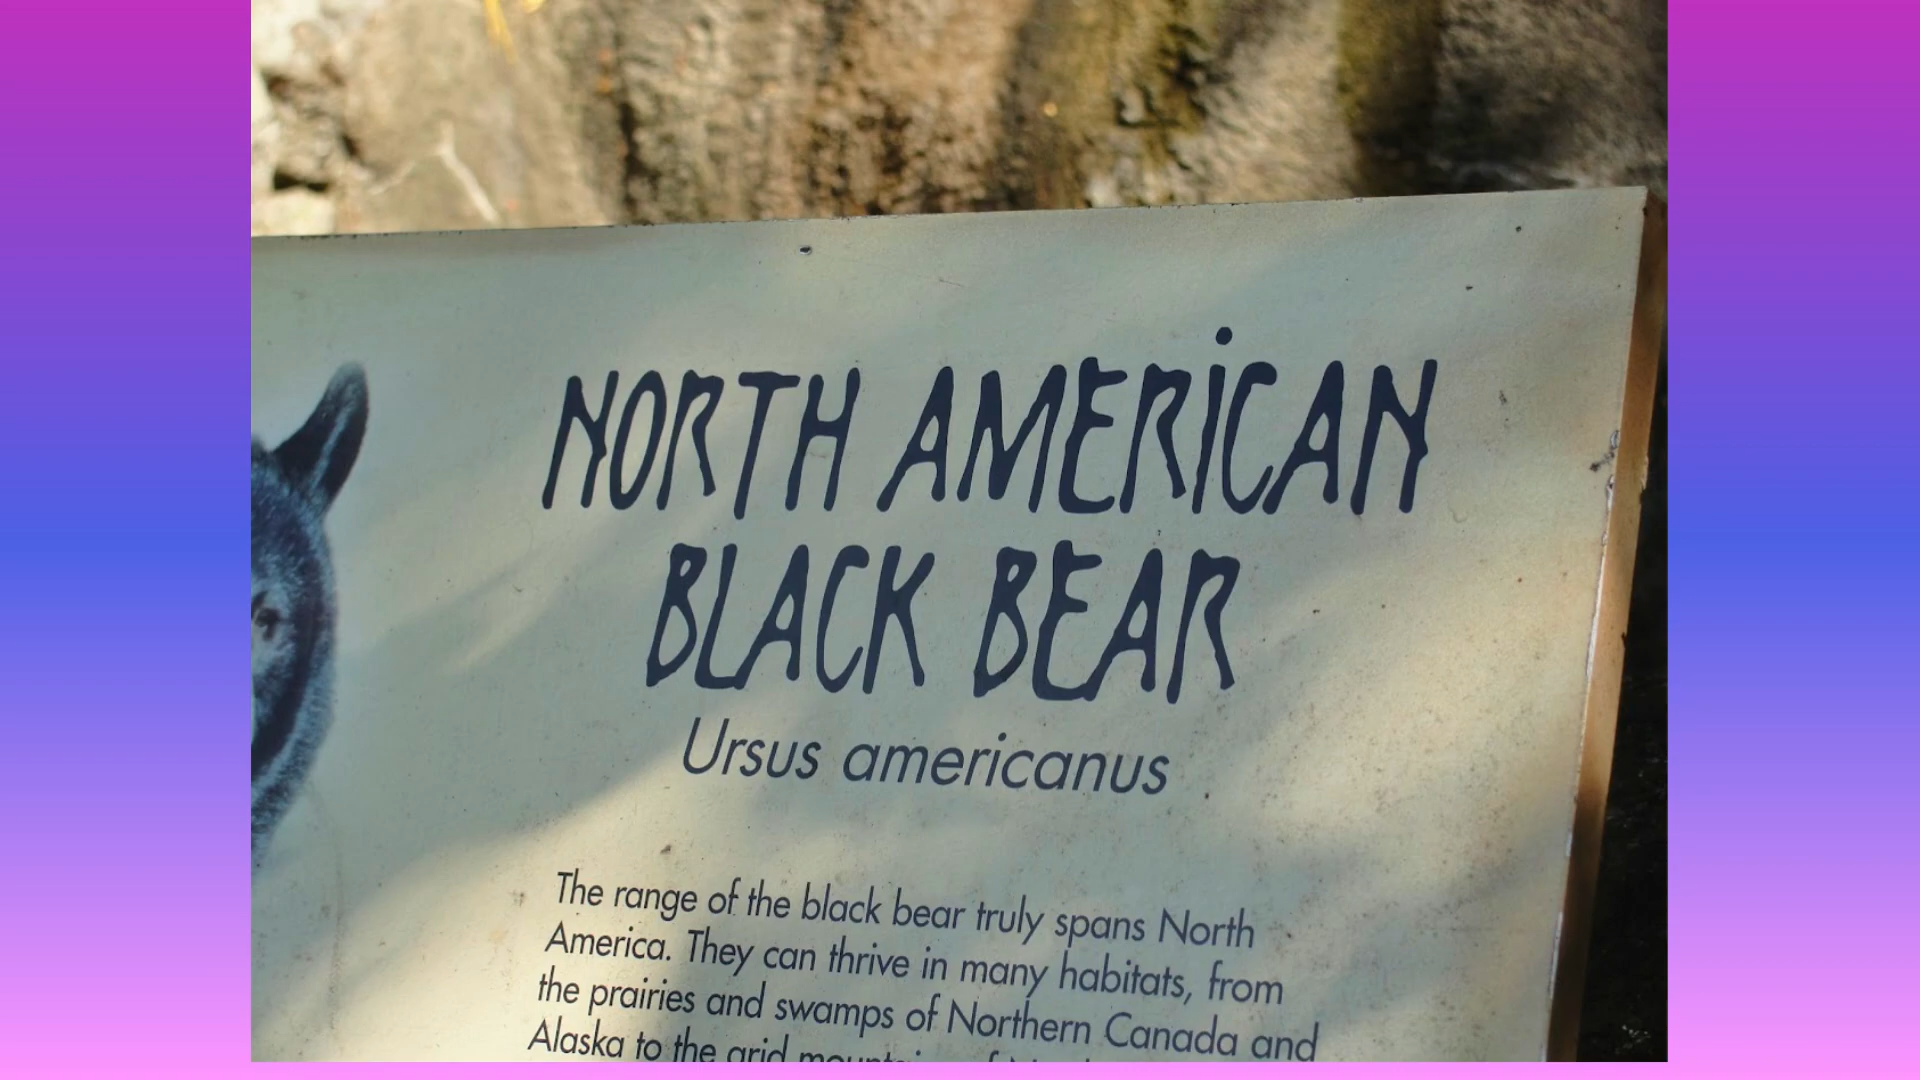 NORTH AMERiCAN
BLACK BEAR
Ursus americanus
The range of the black bear truly spans North
America. They can thrive in many habitats, from
the prairies and swamps of Northern Canada and
Alaska to the arid